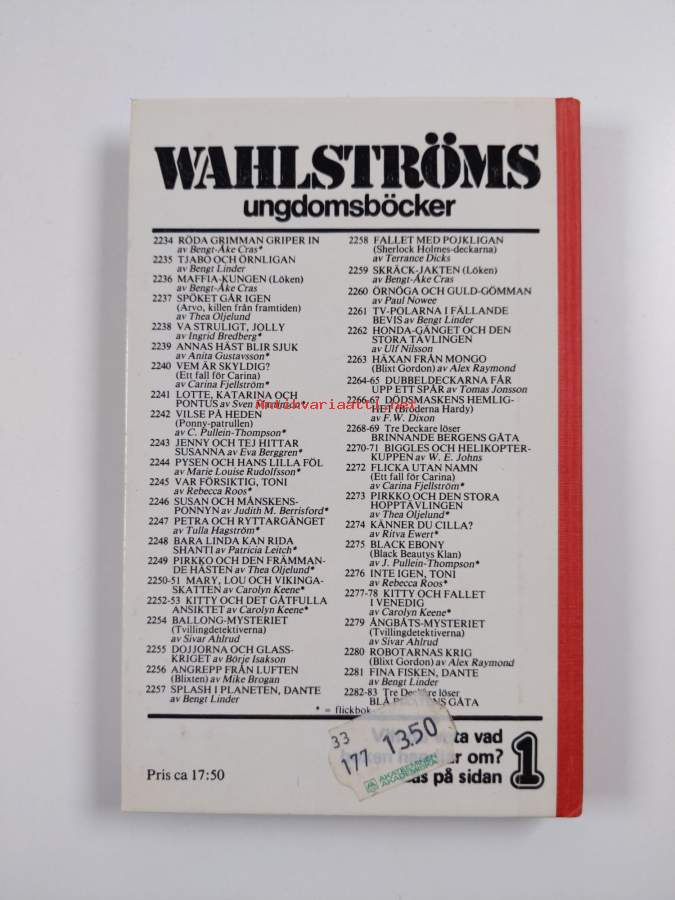 WAHLSTRÖMS
ungdomsböcker
2234 RÖDA GRIMMAN GRIPER IN
av Bengt-Åke Cras*
2235 TJABO OCH ÖRNLIGAN
av Bengt Linder
2236 MAFFIA-KUNGEN (Löken)
av Bengt-Åke Cras
2237 SPÖKET GÅR IGEN
(Arvo, killen från framtiden)
av Thea Oljelund
2238 VA STRULIGT, JOLLY
av Ingrid Bredberg*
2239 ANNAS HÄST BLIR SJUK
av Anita Gustavsson*
2240 VEM ÄR SKYLDIG?
(Ett fall för Carina)
av Carina Fjellström*
2241 LOTTE, KATARINA OCH
PONTUS av Sven
2242 VILSE PÅ HEDEN
(Ponny-patrullen)
av C. Pullein-Thompson*
2243 JENNY OCH TEJ HITTAR
SUSANNA av Eva Berggren*
2244 PYSEN OCH HANS LILLA FÖL
av Marie Louise Rudolfsson*
2245 VAR FÖRSIKTIG, TONI
av Rebecca Roos*
2246 SUSAN OCH MÅNSKENS-
PONNYN av Judith M. Berrisford*
2247 PETRA OCH RYTTARGÄNGET
av Tulla Hagström*
2248 BARA LINDA KAN RIDA
SHANTI av Patricia Leitch*
2249 PIRKKO OCH DEN FRÄMMAN-
DE HÄSTEN av Thea Oljelund*
2250-51 MARY, LOU OCH VIKINGA-
SKATTEN av Carolyn Keene*
2252-53 KITTY OCH DET GÅTFULLA
ANSIKTET av Carolyn Keene*
2254 BALLONG-MYSTERIET
(Tvillingdetektiverna)
av Sivar Ahlrud
2255 DOJJORNA OCH GLASS-
KRIGET av Börje Isakson
2256 ANGREPP FRÅN LUFTEN
(Blixten) av Mike Brogan
2257 SPLASH I PLANETEN, DANTE
av Bengt Linder
2258 FALLET MED POJKLIGAN
(Sherlock Holmes-deckarna)
av Terrance Dicks
2259 SKRÄCK-JAKTEN (Löken)
av Bengt-Åke Cras
2260 ÖRNÖGA OCH GULD-GÖMMAN
av Paul Nowee
2261 TV-POLARNA I FÄLLANDE
BEVIS av Bengt Linder
2262 HONDA-GÄNGET OCH DEN
STORA TÄVLINGEN
av Ulf Nilsson
2263 HÄXAN FRÅN MONGO
(Blixt Gordon) av Alex Raymond
2264-65 DUBBELDECKARNA FÅR
UPP ETT SPÅR av Tomas Jonsson
2266-67 DÖDSMASKENS HEMLIG-
HET (Bröderna Hardy)
av F.W. Dixon
2268-69 Tre Deckare löser
BRINNANDE BERGENS GÅTA
2270-71 BIGGLES OCH HELIKOPTER-
KUPPEN av W. E. Johns
2272 FLICKA UTAN NAMN
(Ett fall för Carina)
av Carina Fjellström*
2273 PIRKKO OCH DEN STORA
HOPPTÄVLINGEN
av Thea Oljelund*
2274 KÄNNER DU CILLA?
av Ritva Ewert*
2275 BLACK EBONY
(Black Beautys Klan)
av J. Pullein-Thompson*
2276 INTE IGEN, TONI
av Rebecca Roos*
2277-78 KITTY OCH FALLET
I VENEDIG
av Carolyn Keene*
2279 ÅNGBÅTS-MYSTERIET
(Tvillingdetektiverna)
av Sivar Ahlrud
2280 ROBOTARNAS KRIG
(Blixt Gordon) av Alex Raymond
2281 FINA FISKEN, DANTE
av Bengt Linder
2282-83 Tre Deckare löser
GÅTA
* = flickbok
Antikvariaatti.net
33
177 13.50
AKATEEMINEN
AKADEMISKA
ta vad
om?
på sidan
1
Pris ca 17:50